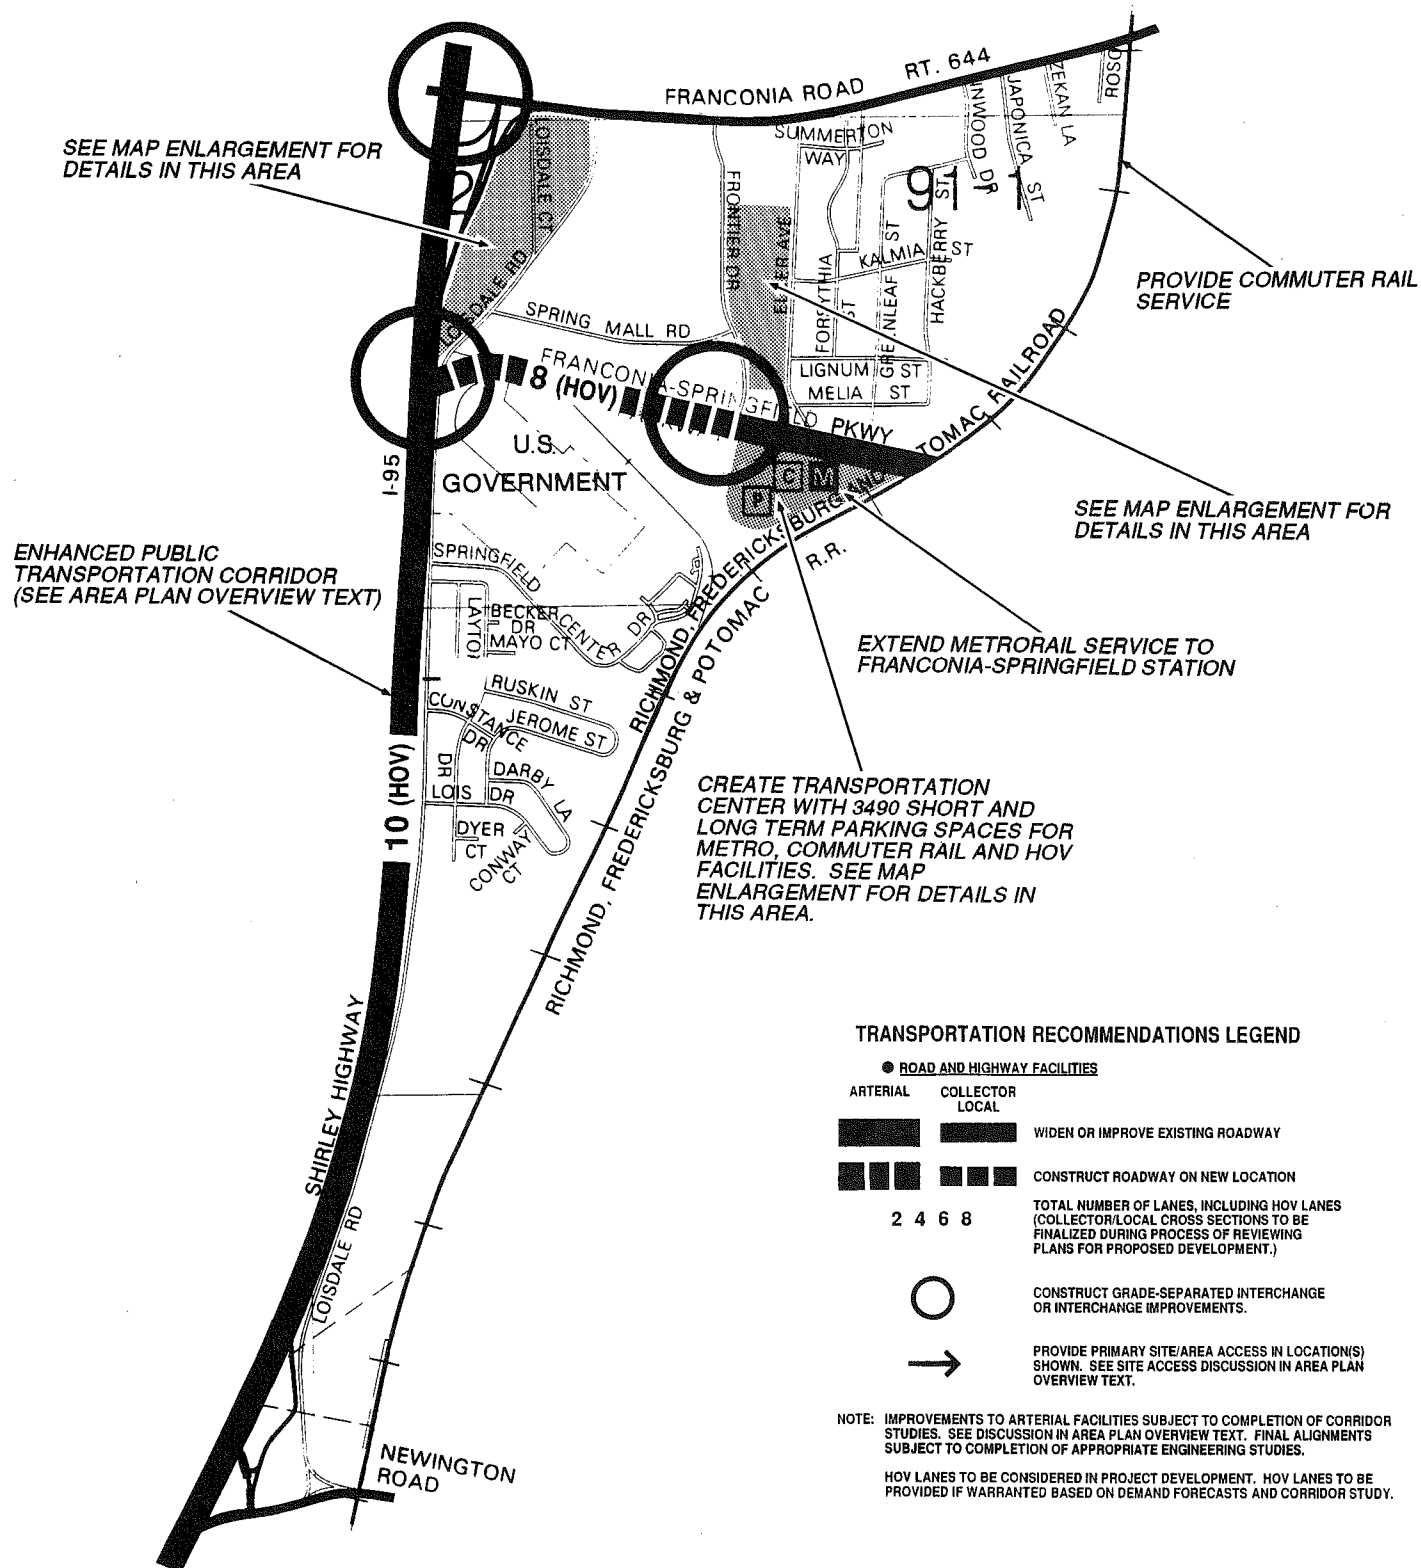 FRANCONIA ROAD
RT. 644
ROSC
ZEKAN LA
JAPONICA ST
NWOOD DR
SUMMERTON
WAY
91 1
SEE MAP ENLARGEMENT FOR
DETAILS IN THIS AREA
LOISDALE CT
LOISDALE RD
FRONTIER DR
FORSYTHIA
ST
ST
KALMIA ST
HACKBERRY ST
PROVIDE COMMUTER RAIL
SERVICE
SPRING MALL RD
LIGNUM ST
MELIA ST
FRANCONIA-SPRINGFIELD PKWY
8 (HOV)
U.S.
GOVERNMENT
I-95
P
C
M
SEE MAP ENLARGEMENT FOR
DETAILS IN THIS AREA
RICHMOND, FREDERICKSBURG AND
TOMAC RAILROAD
R.R.
ENHANCED PUBLIC
TRANSPORTATION CORRIDOR
(SEE AREA PLAN OVERVIEW TEXT)
SPRINGFIELD CENTER DR
BECKER
DR
MAYO CT
EXTEND METRORAIL SERVICE TO
FRANCONIA-SPRINGFIELD STATION
RUSKIN ST
CONSTANCE
DR
JEROME ST
DARBY LA
DR
LOIS DR
DYER
CT
CONWAY
CT
10 (HOV)
CREATE TRANSPORTATION
CENTER WITH 3490 SHORT AND
LONG TERM PARKING SPACES FOR
METRO, COMMUTER RAIL AND HOV
FACILITIES. SEE MAP
ENLARGEMENT FOR DETAILS IN
THIS AREA.
RICHMOND, FREDERICKSBURG & POTOMAC
SHIRLEY HIGHWAY
LOISDALE RD
NEWINGTON
ROAD
TRANSPORTATION RECOMMENDATIONS LEGEND
● ROAD AND HIGHWAY FACILITIES
ARTERIAL
COLLECTOR
LOCAL
WIDEN OR IMPROVE EXISTING ROADWAY
CONSTRUCT ROADWAY ON NEW LOCATION
2 4 6 8
TOTAL NUMBER OF LANES, INCLUDING HOV LANES
(COLLECTOR/LOCAL CROSS SECTIONS TO BE
FINALIZED DURING PROCESS OF REVIEWING
PLANS FOR PROPOSED DEVELOPMENT.)
CONSTRUCT GRADE-SEPARATED INTERCHANGE
OR INTERCHANGE IMPROVEMENTS.
PROVIDE PRIMARY SITE/AREA ACCESS IN LOCATION(S)
SHOWN. SEE SITE ACCESS DISCUSSION IN AREA PLAN
OVERVIEW TEXT.
NOTE: IMPROVEMENTS TO ARTERIAL FACILITIES SUBJECT TO COMPLETION OF CORRIDOR
STUDIES. SEE DISCUSSION IN AREA PLAN OVERVIEW TEXT. FINAL ALIGNMENTS
SUBJECT TO COMPLETION OF APPROPRIATE ENGINEERING STUDIES.
HOV LANES TO BE CONSIDERED IN PROJECT DEVELOPMENT. HOV LANES TO BE
PROVIDED IF WARRANTED BASED ON DEMAND FORECASTS AND CORRIDOR STUDY.